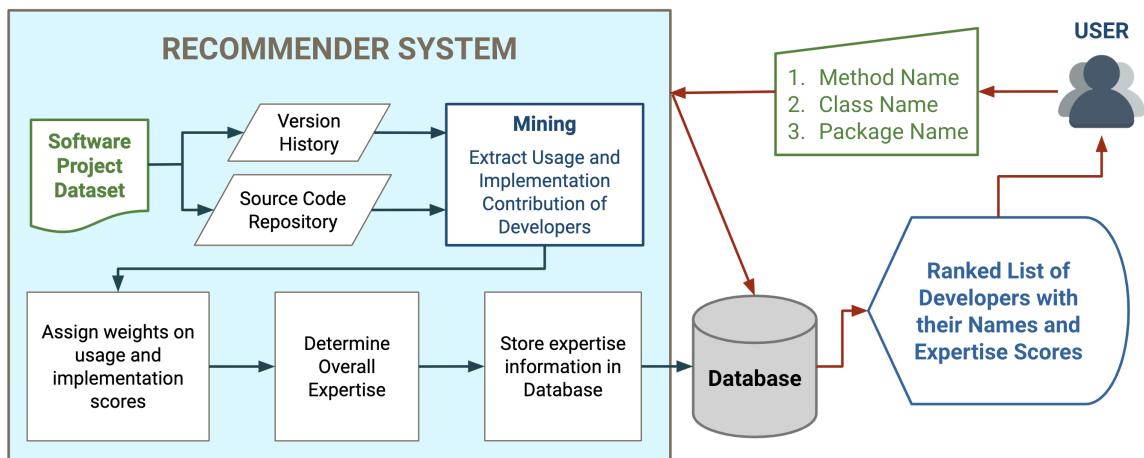 RECOMMENDER SYSTEM
Software
Project
Dataset
Version
History
Source Code
Repository
Mining
Extract Usage and
Implementation
Contribution of
Developers
Assign weights on
usage and
implementation
scores
Determine
Overall
Expertise
Store expertise
information in
Database
Database
1. Method Name
2. Class Name
3. Package Name
USER
Ranked List of
Developers with
their Names and
Expertise Scores